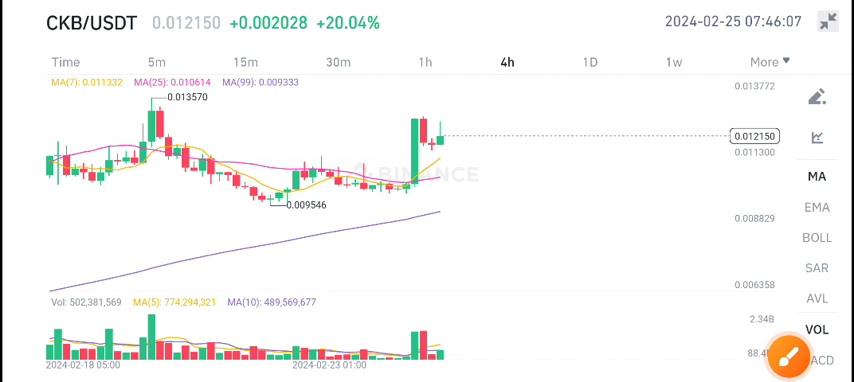 CKB/USDT 0.012150 +0.002028 +20.04% 2024-02-25 07:46:07
Time 5m 15m 30m 1h 4h 1D 1w More
MA(7): 0.011332 MA(25): 0.010614 MA(99): 0.009333
0.013772
0.013570
0.012150
0.011300
BINANCE
0.009546
0.008829
0.006358
MA
EMA
BOLL
SAR
AVL
VOL
Vol: 502,381,569 MA(5): 774,294,321 MA(10): 489,569,677
2.34B
2024-02-18 05:00 2024-02-23 01:00